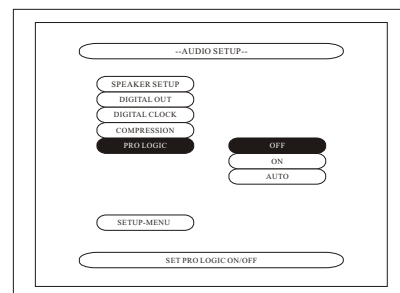 --AUDIO SETUP--
SPEAKER SETUP
DIGITAL OUT
DIGITAL CLOCK
COMPRESSION
PRO LOGIC
OFF
ON
AUTO
SETUP-MENU
SET PRO LOGIC ON/OFF